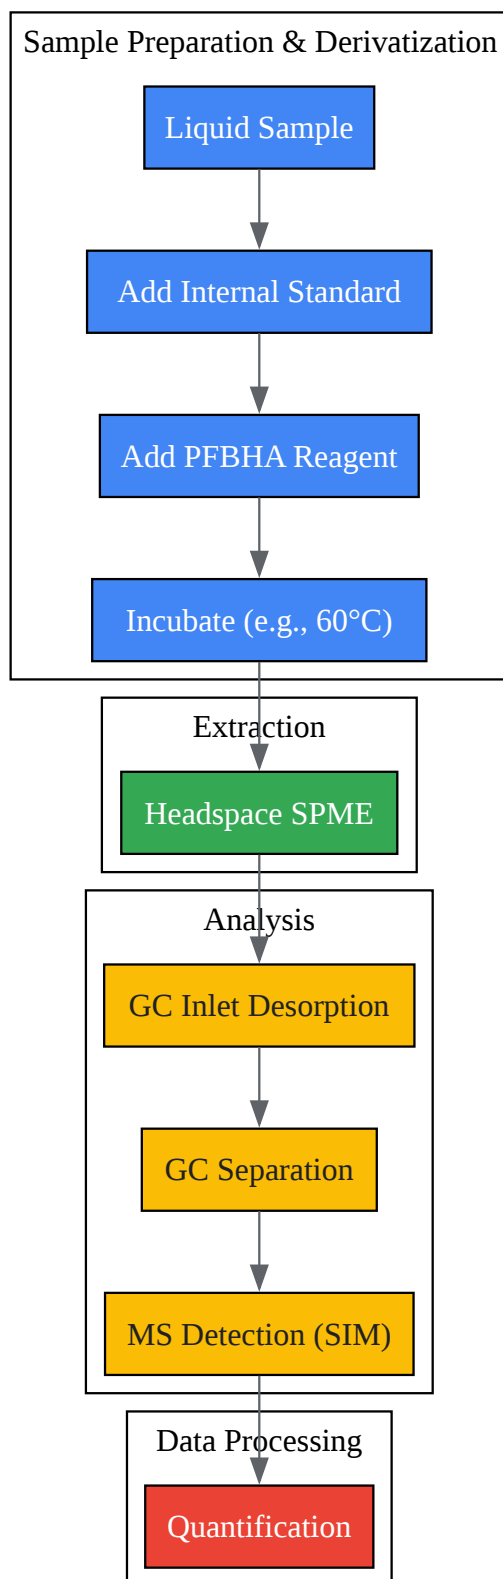 Sample Preparation & Derivatization
Liquid Sample
Add Internal Standard
Add PFBHA Reagent
Incubate (e.g., 60°C)
Extraction
Headspace SPME
Analysis
GC Inlet Desorption
GC Separation
MS Detection (SIM)
Data Processing
Quantification